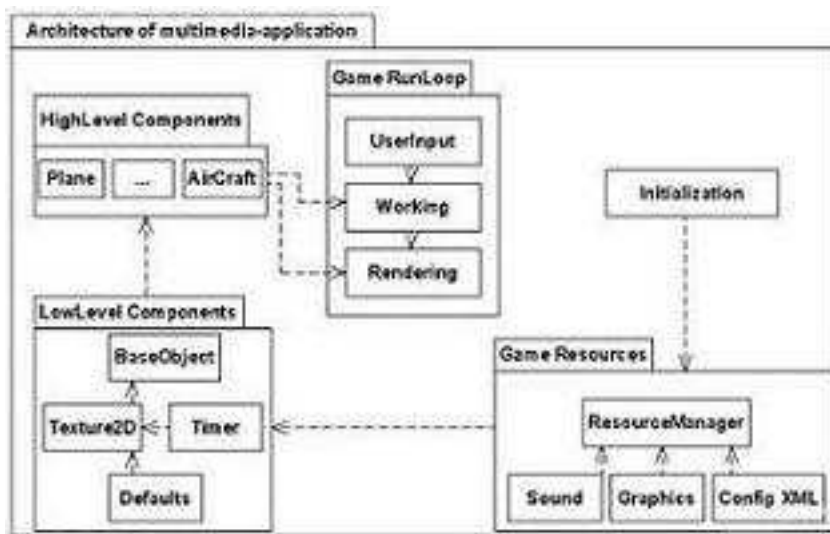 Architecture of multimedia-application
Game RunLoop
HighLevel Components
UserInput
Plane
...
AirCraft
Working
Initialization
Rendering
LowLevel Components
BaseObject
Game Resources
Texture2D
Timer
ResourceManager
Defaults
Sound
Graphics
Config XML